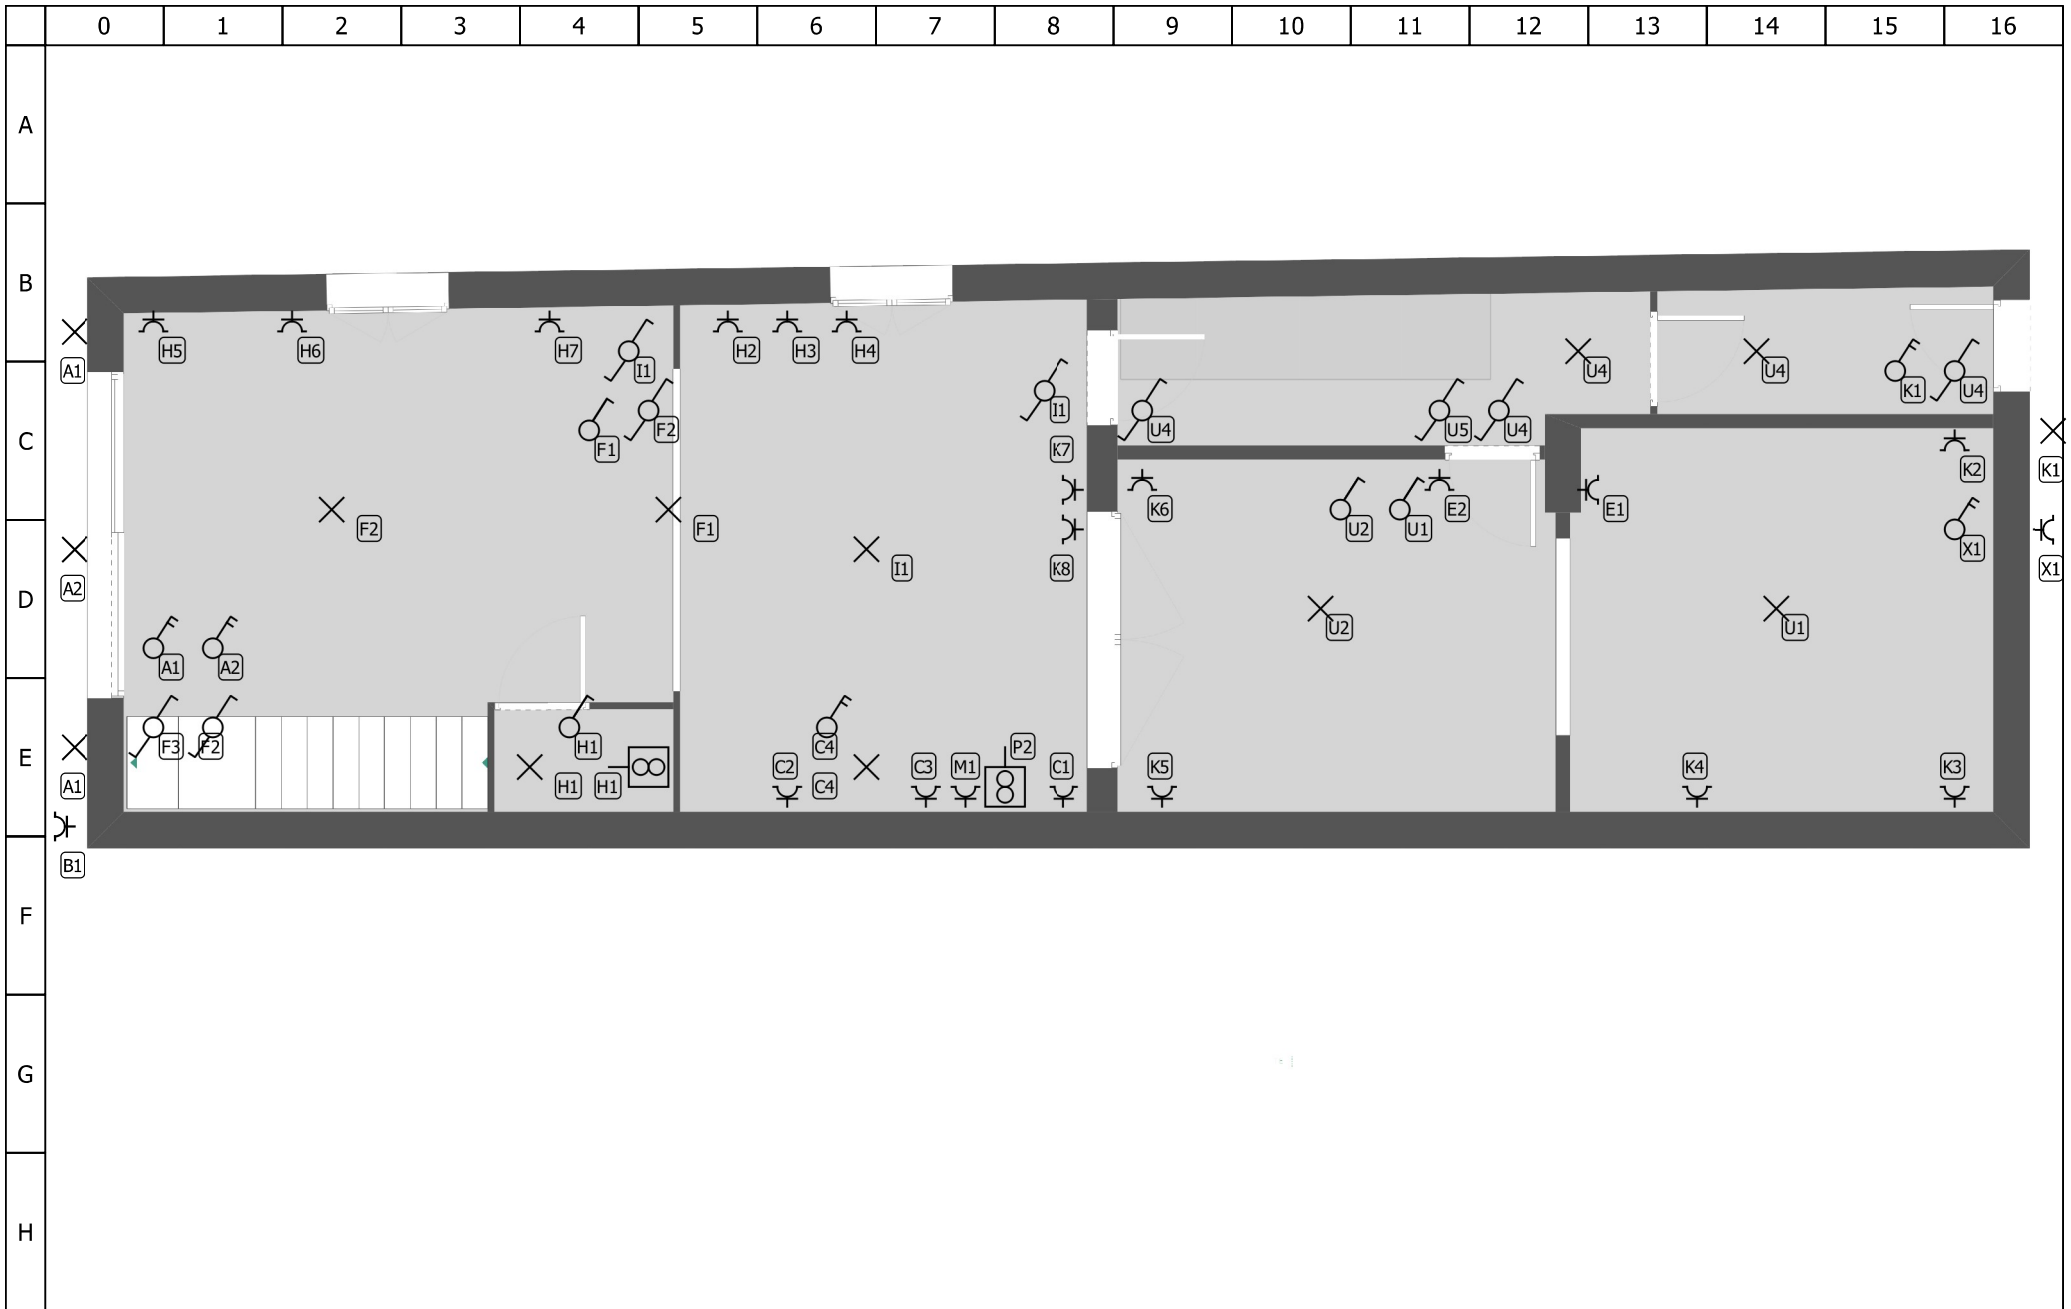 0 1 2 3 4 5 6 7 8 9 10 11 12 13 14 15 16
A
B
H5 H6 H7 I1 H2 H3 H4
A1 U4 U4 K1 U4
C
I1
F1 F2 K7 U4 U5 U4 K2 K1
K6 U2 U1 E2 E1
F2 F1 K8 X1 X1
I1
D
A2
U2 U1
A1 A2
E
F3 F2 H1 C4 P2
C2 C3 M1 C1 K5 K4 K3
A1 H1 H1 C4
B1
F
G
H